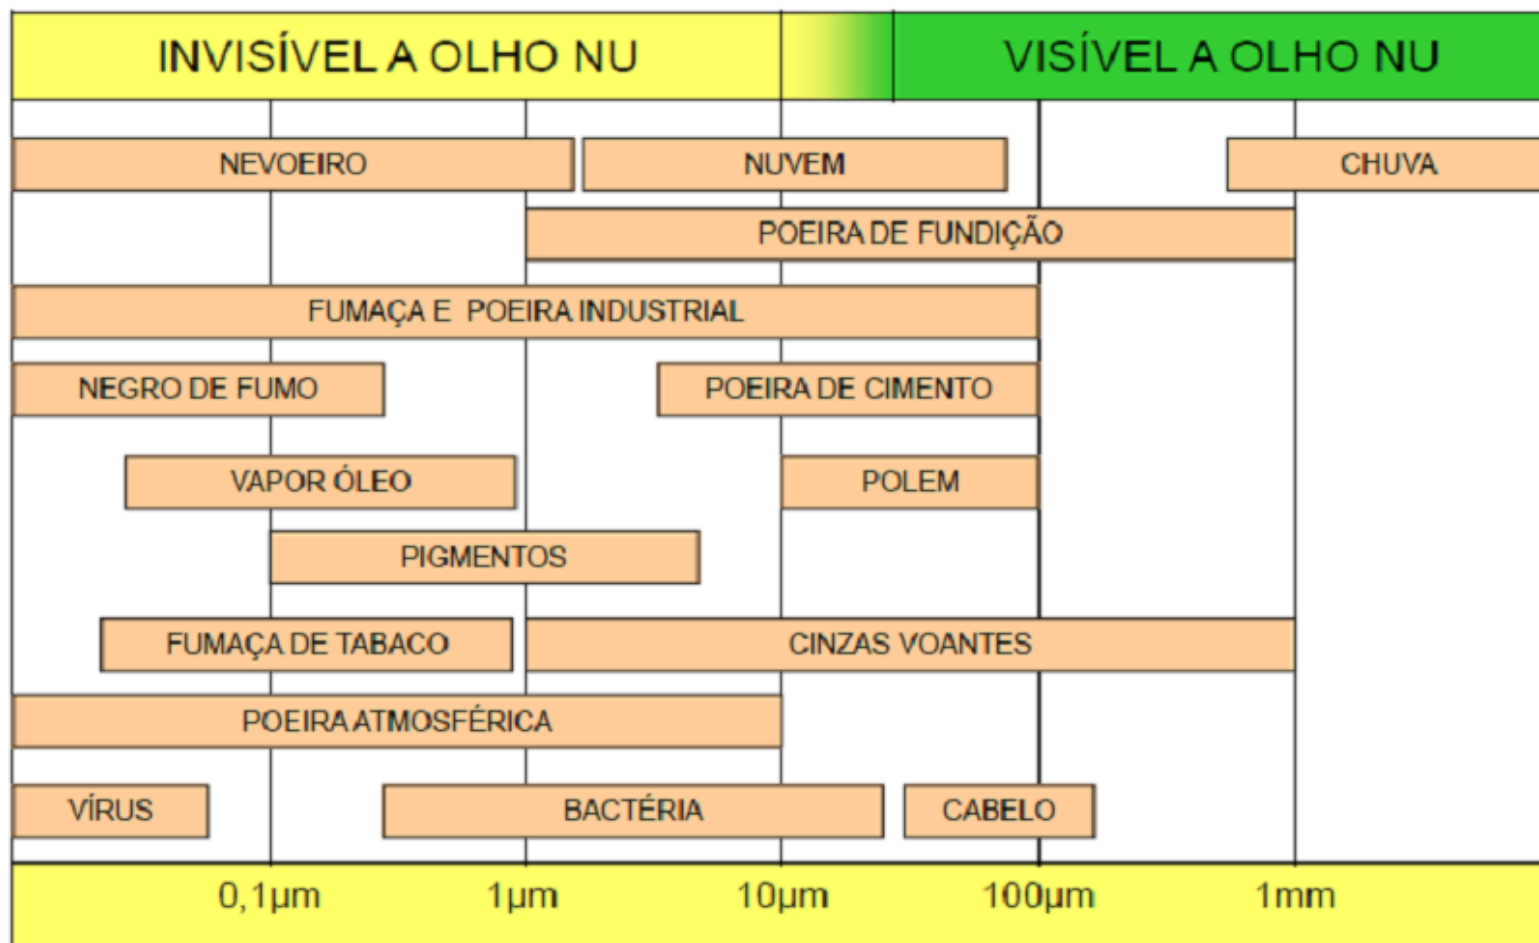 INVISÍVEL A OLHO NU
VISÍVEL A OLHO NU
NEVOEIRO
NUVEM
CHUVA
POEIRA DE FUNDIÇÃO
FUMAÇA E POEIRA INDUSTRIAL
NEGRO DE FUMO
POEIRA DE CIMENTO
VAPOR ÓLEO
POLEM
PIGMENTOS
FUMAÇA DE TABACO
CINZAS VOANTES
POEIRA ATMOSFÉRICA
VÍRUS
BACTÉRIA
CABELO
0,1µm
1µm
10µm
100µm
1mm